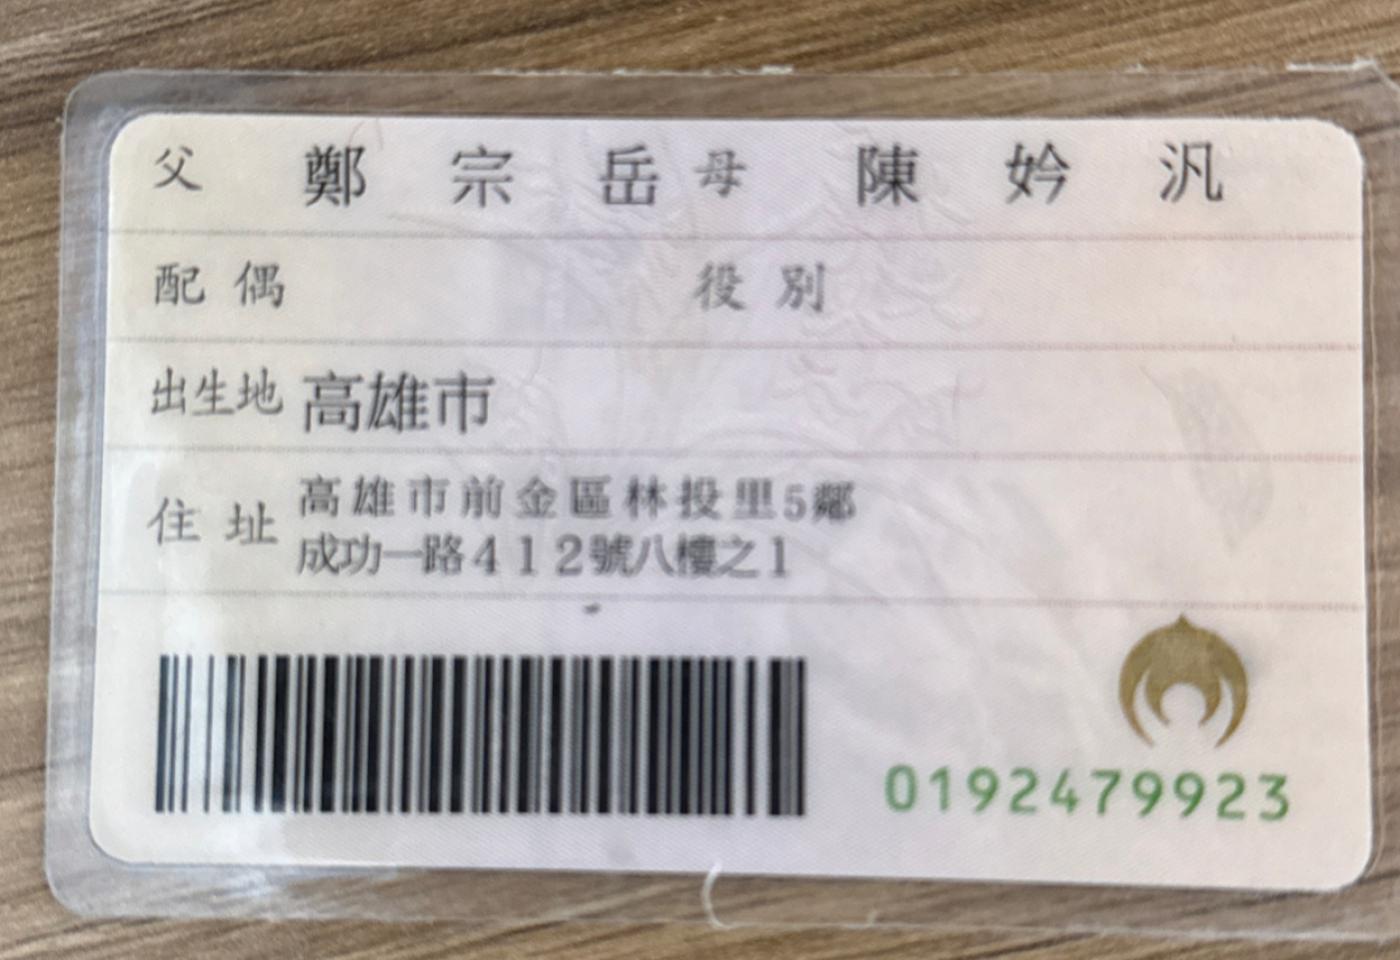 父 鄭宗岳 母 陳妗汎
配偶 役別
出生地 高雄市
住址 高雄市前金區林投里5鄰
成功一路412號八樓之1
0192479923